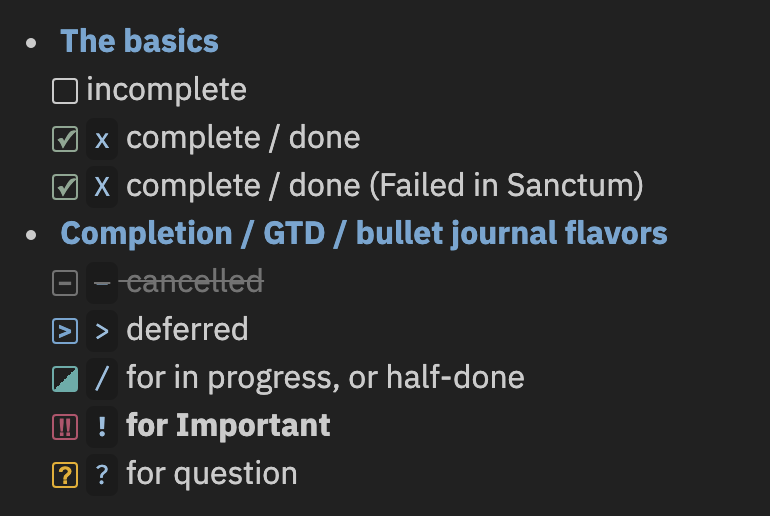 • The basics
☐ incomplete
☑ x complete / done
☑ X complete / done (Failed in Sanctum)
• Completion / GTD / bullet journal flavors
[-] – cancelled
[>] > deferred
◪ / for in progress, or half-done
[!!] ! for Important
[?] ? for question